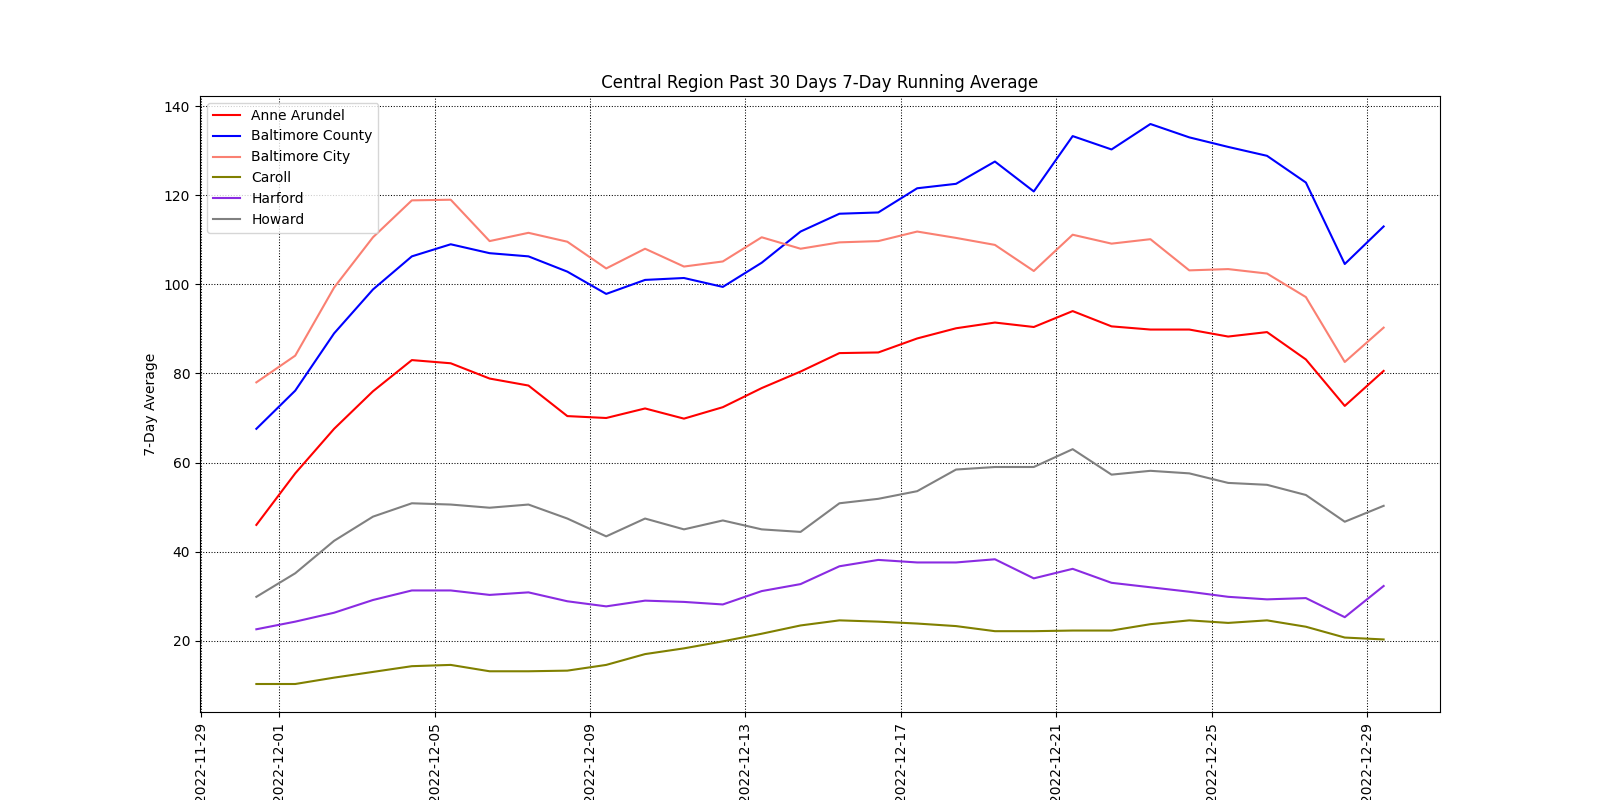 Central Region Past 30 Days 7-Day Running Average
140
120
100
80
60
40
20
7-Day Average
Anne Arundel
Baltimore County
Baltimore City
Caroll
Harford
Howard
2022-11-29
2022-12-01
2022-12-05
2022-12-09
2022-12-13
2022-12-17
2022-12-21
2022-12-25
2022-12-29